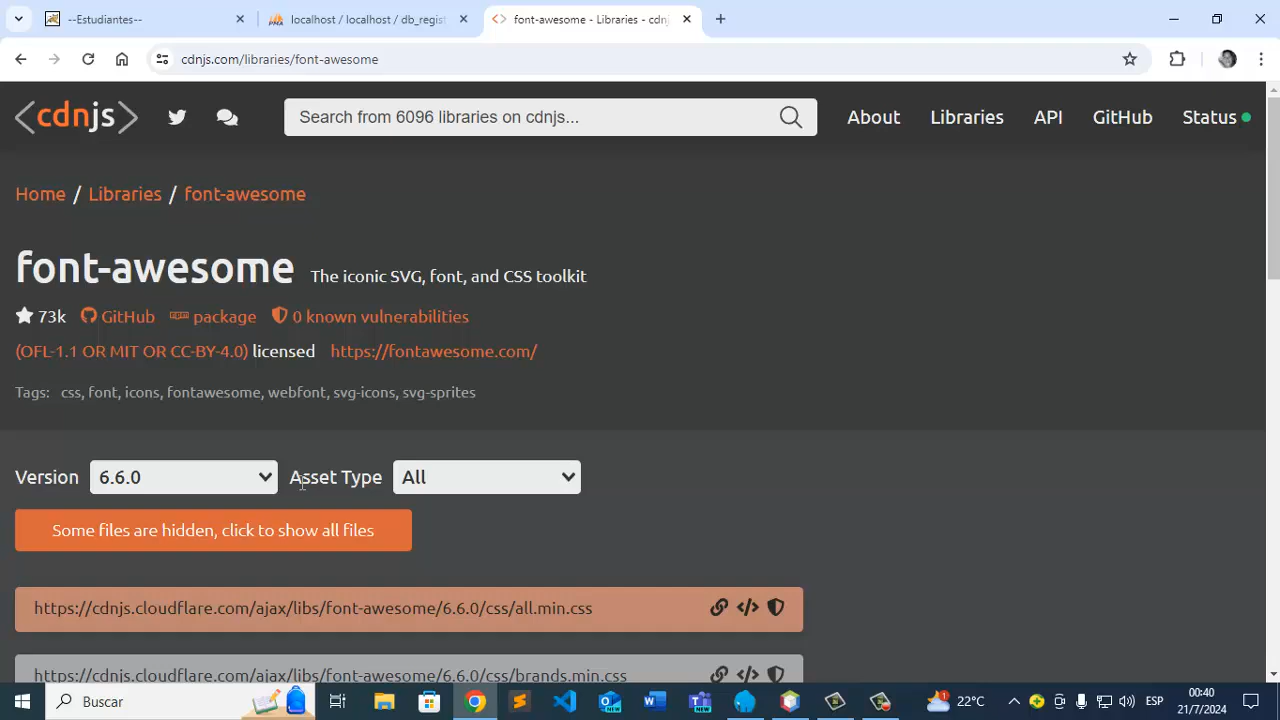 --Estudiantes--
localhost / localhost / db_regist
font-awesome - Libraries - cdnj
cdnjs.com/libraries/font-awesome
<cdnjs>
Search from 6096 libraries on cdnjs...
About
Libraries
API
GitHub
Status
Home / Libraries / font-awesome
font-awesome The iconic SVG, font, and CSS toolkit
73k GitHub package 0 known vulnerabilities
(OFL-1.1 OR MIT OR CC-BY-4.0) licensed https://fontawesome.com/
Tags: css, font, icons, fontawesome, webfont, svg-icons, svg-sprites
Version 6.6.0 Asset Type All
Some files are hidden, click to show all files
https://cdnjs.cloudflare.com/ajax/libs/font-awesome/6.6.0/css/all.min.css
https://cdnjs.cloudflare.com/ajax/libs/font-awesome/6.6.0/css/brands.min.css
Buscar
22°C
ESP
00:40
21/7/2024